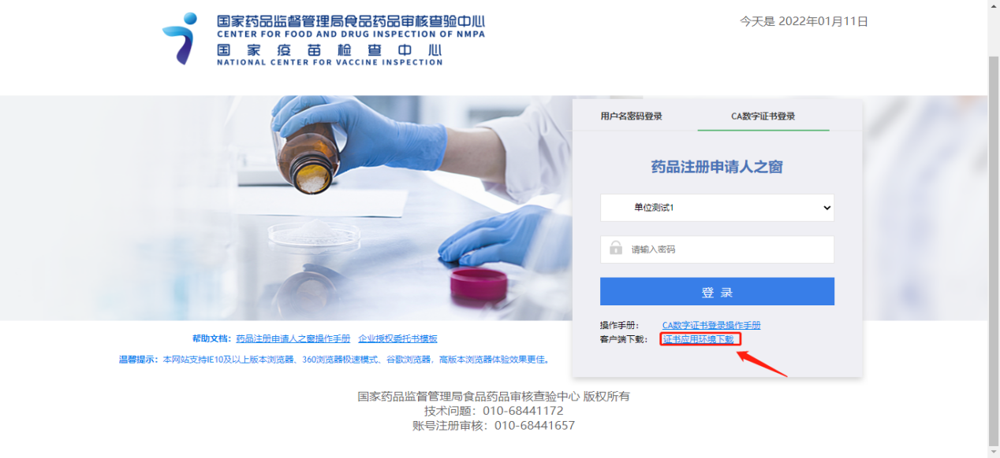 国家药品监督管理局食品药品审核查验中心
CENTER FOR FOOD AND DRUG INSPECTION OF NMPA
国家疫苗检查中心
NATIONAL CENTER FOR VACCINE INSPECTION
今天是 2022年01月11日
用户名密码登录 CA数字证书登录
药品注册申请人之窗
单位测试1
请输入密码
登 录
操作手册： CA数字证书登录操作手册
客户端下载： 证书应用环境下载
帮助文档：药品注册申请人之窗操作手册 企业授权委托书模板
温馨提示：本网站支持IE10及以上版本浏览器、360浏览器极速模式、谷歌浏览器，高版本浏览器体验效果更佳。
国家药品监督管理局食品药品审核查验中心 版权所有
技术问题：010-68441172
账号注册审核：010-68441657